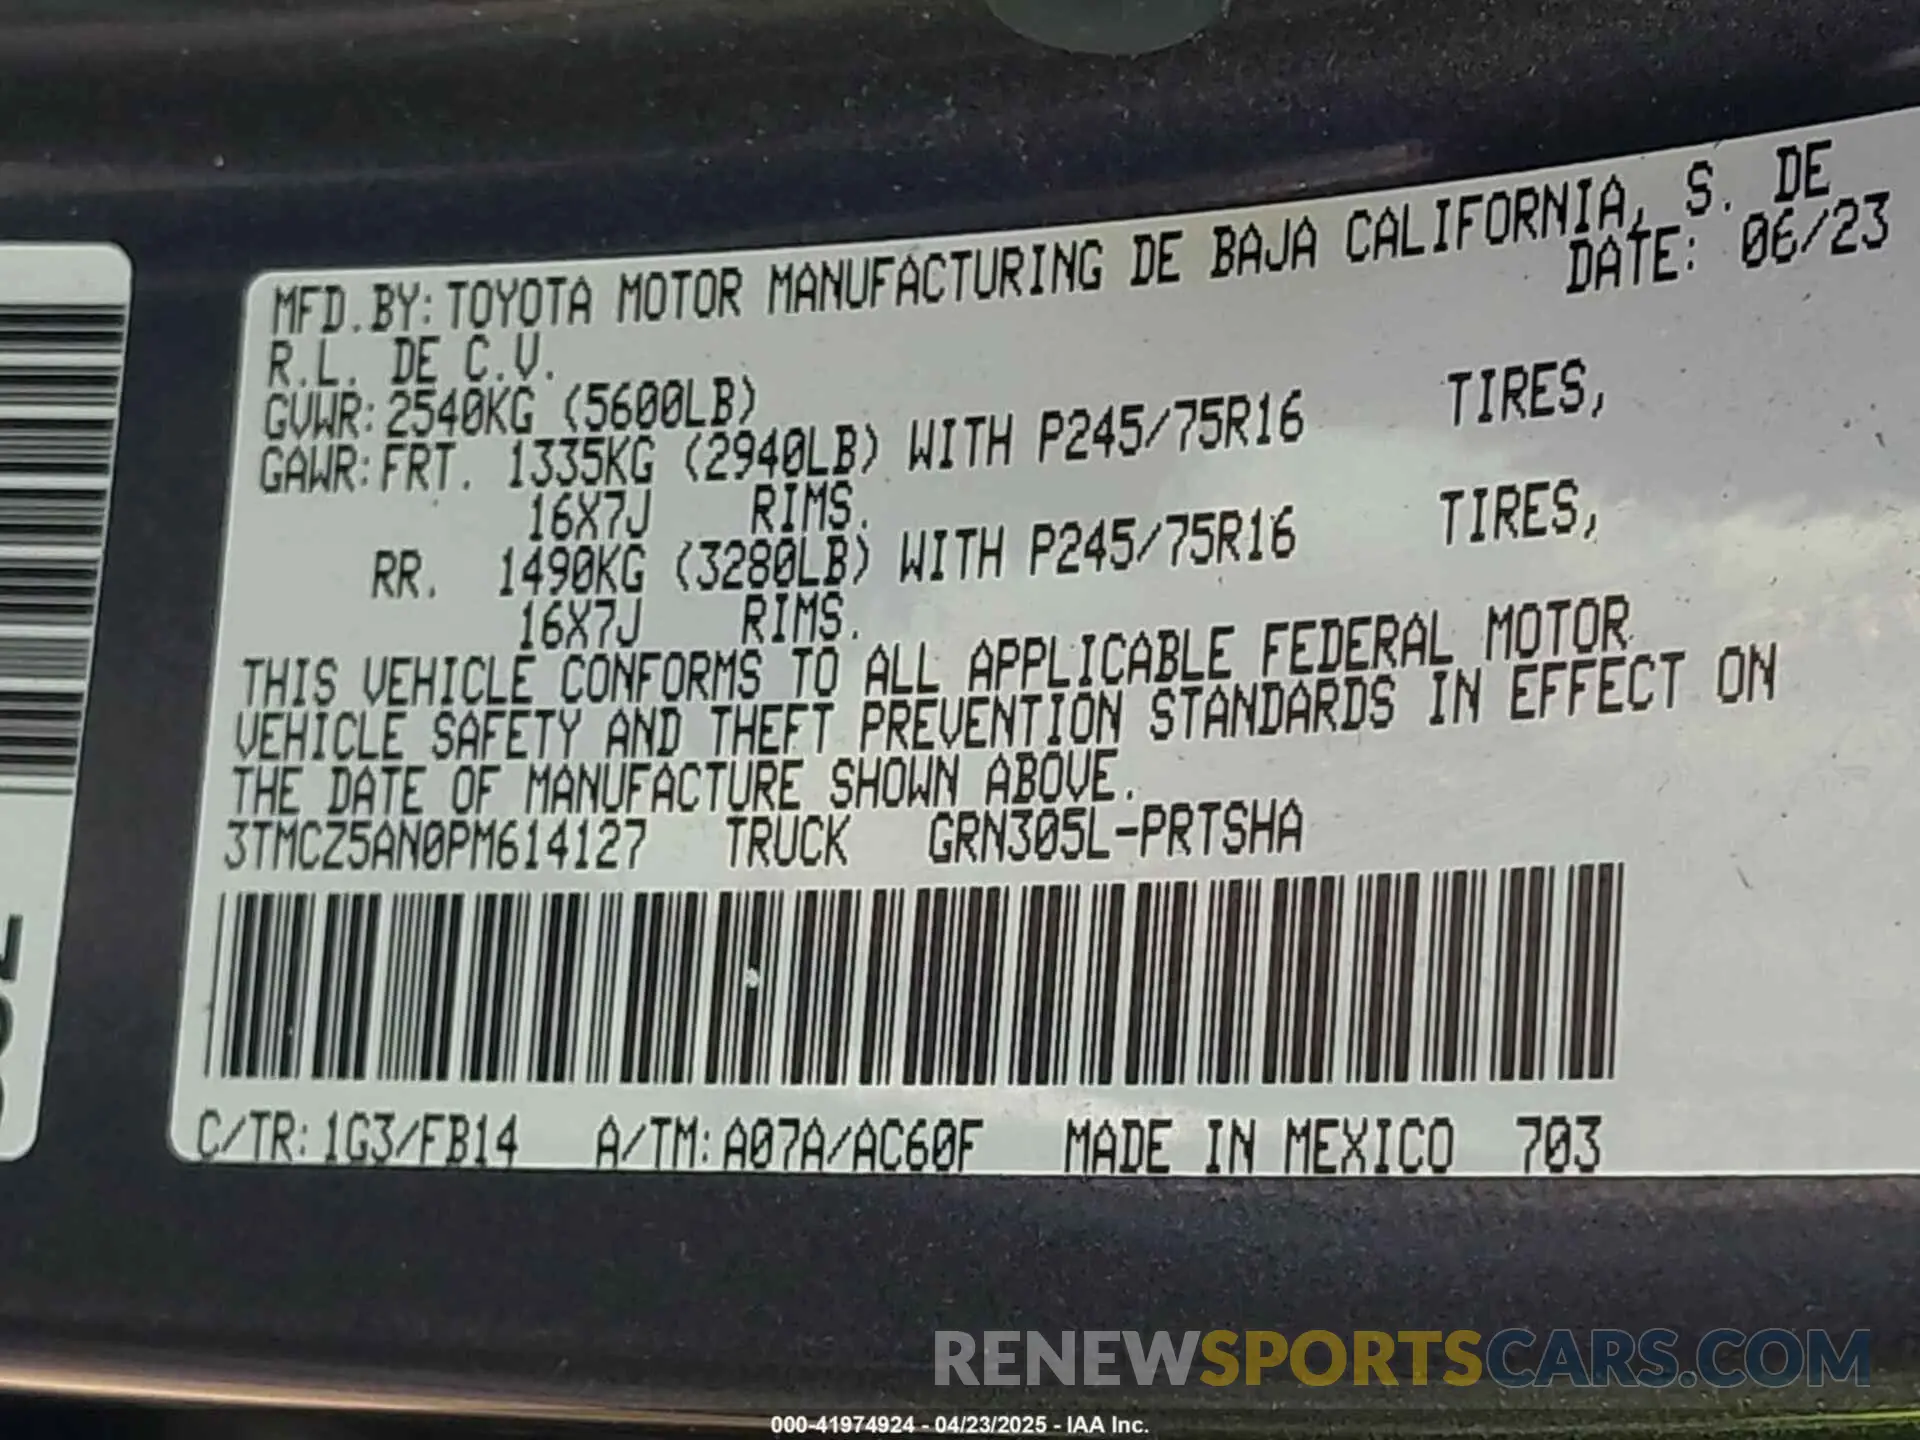 MFD.BY: TOYOTA MOTOR MANUFACTURING DE BAJA CALIFORNIA, S. DE
R.L. DE C.V. DATE: 06/23
GVWR: 2540KG (5600LB)
GAWR: FRT. 1335KG (2940LB) WITH P245/75R16 TIRES,
16X7J RIMS.
RR. 1490KG (3280LB) WITH P245/75R16 TIRES,
16X7J RIMS.
THIS VEHICLE CONFORMS TO ALL APPLICABLE FEDERAL MOTOR
VEHICLE SAFETY AND THEFT PREVENTION STANDARDS IN EFFECT ON
THE DATE OF MANUFACTURE SHOWN ABOVE.
3TMCZ5AN0PM614127 TRUCK GRN305L-PRTSHA
C/TR: 1G3/FB14 A/TM: A07A/AC60F MADE IN MEXICO 703
RENEWSPORTSCARS.COM
000-41974924 - 04/23/2025 - IAA Inc.